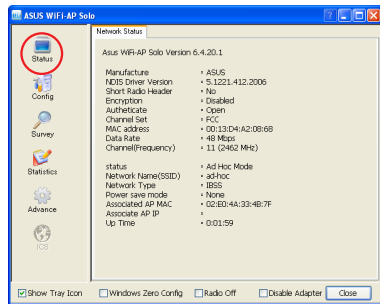 ASUS WiFi-AP Solo
Status
Config
Survey
Statistics
Advance
ICS
Network Status
Asus WiFi-AP Solo Version 6.4.20.1
Manufacture • ASUS
NDIS Driver Version • 5.1221.412.2006
Short Radio Header • No
Encryption • Disabled
Autheticate • Open
Channel Set • FCC
MAC address • 00:13:D4:A2:08:68
Data Rate • 48 Mbps
Channel(Frequency) • 11 (2462 MHz)
status • Ad Hoc Mode
Network Name(SSID) • ad-hoc
Network Type • IBSS
Power save mode • None
Associated AP MAC • 02:E0:4A:33:4B:7F
Associate AP IP •
Up Time • 0:01:59
Show Tray Icon
Windows Zero Config
Radio Off
Disable Adapter
Close